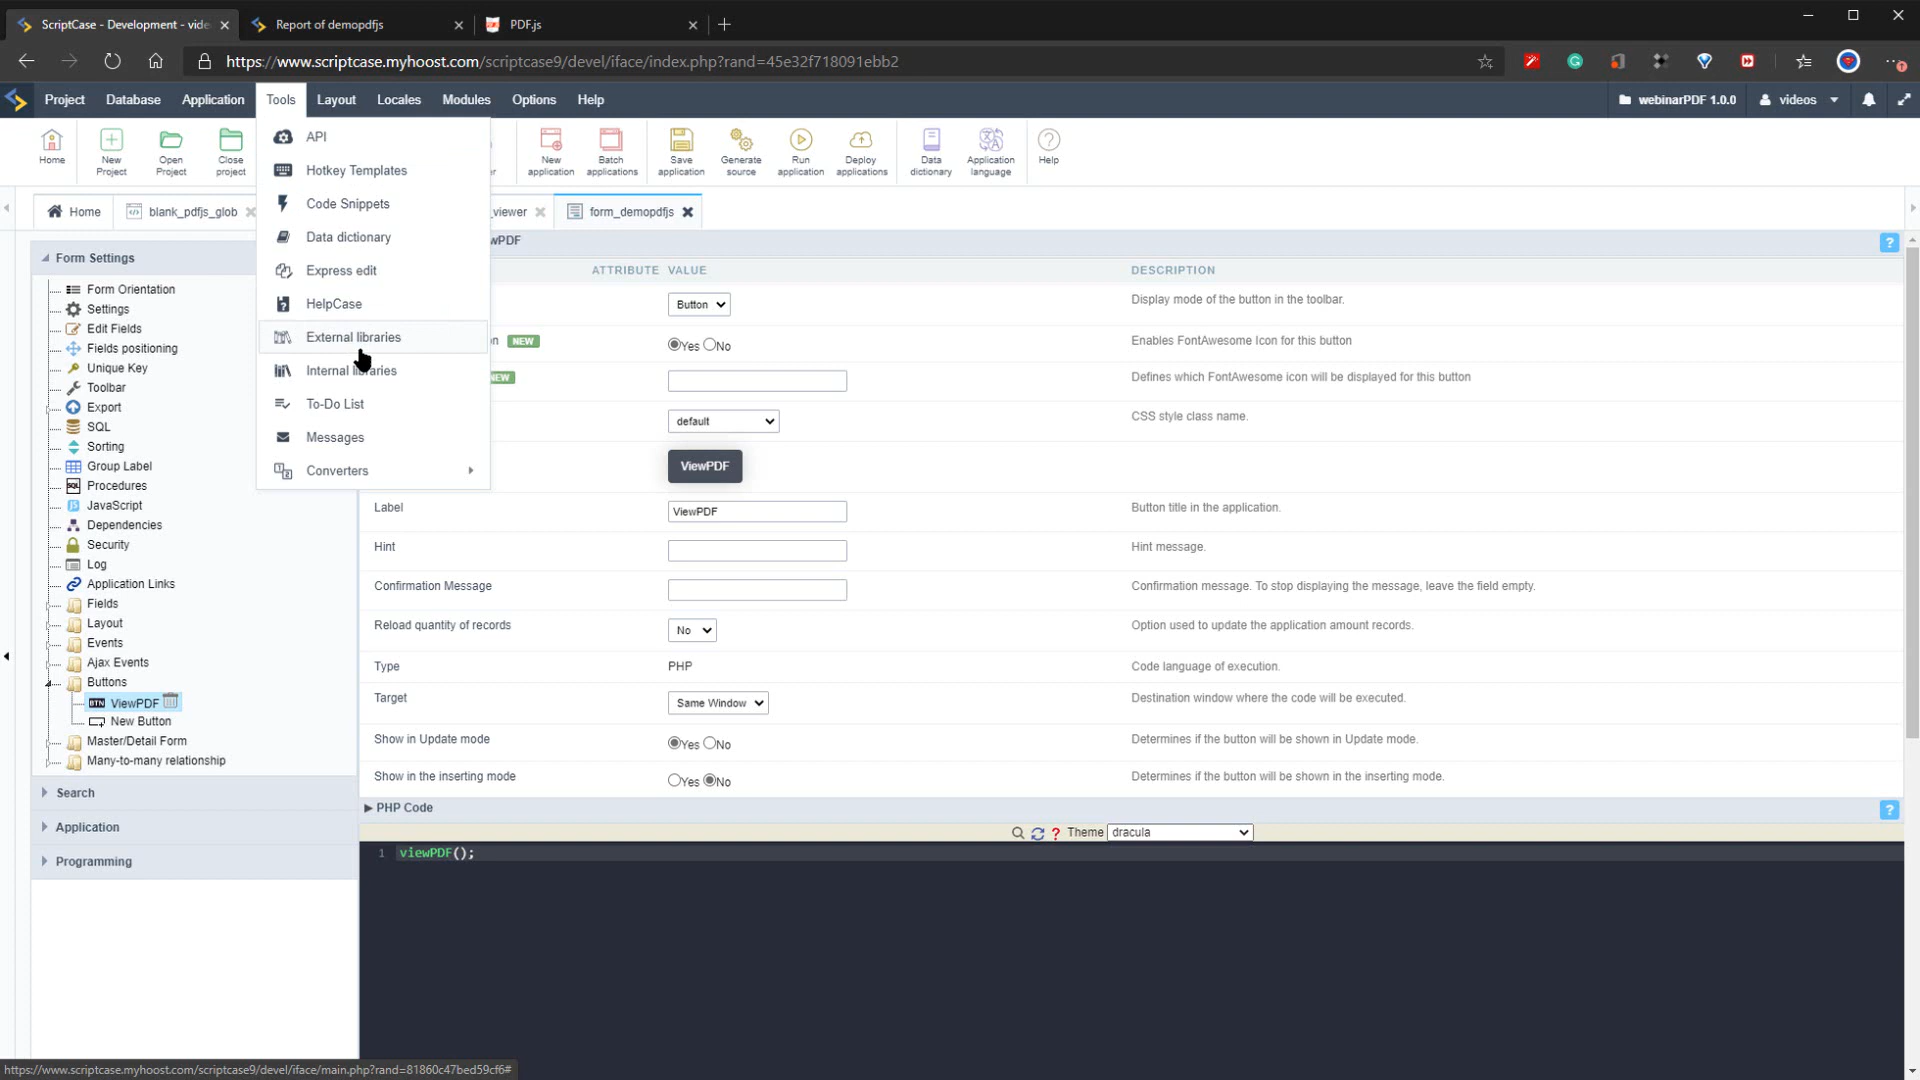 ScriptCase - Development - vide
Report of demopdfjs
PDF.js
https://www.scriptcase.myhoost.com/scriptcase9/devel/iface/index.php?rand=45e32f718091ebb2
Project Database Application Tools Layout Locales Modules Options Help
webinarPDF 1.0.0 videos
Home
New Project
Open Project
Close project
New application
Batch applications
Save application
Generate source
Run application
Deploy applications
Data dictionary
Application language
Help
API
Hotkey Templates
Code Snippets
Data dictionary
Express edit
HelpCase
External libraries
Internal libraries
To-Do List
Messages
Converters
Home blank_pdfjs_glob _viewer form_demopdfjs
Form Settings
Form Orientation
Settings
Edit Fields
Fields positioning
Unique Key
Toolbar
Export
SQL
Sorting
Group Label
Procedures
JavaScript
Dependencies
Security
Log
Application Links
Fields
Layout
Events
Ajax Events
Buttons
BTN ViewPDF
New Button
Master/Detail Form
Many-to-many relationship
Search
Application
Programming
wPDF ?
ATTRIBUTE VALUE DESCRIPTION
Button Display mode of the button in the toolbar.
n NEW Yes No Enables FontAwesome Icon for this button
NEW Defines which FontAwesome icon will be displayed for this button
default CSS style class name.
ViewPDF
Label ViewPDF Button title in the application.
Hint Hint message.
Confirmation Message Confirmation message. To stop displaying the message, leave the field empty.
Reload quantity of records No Option used to update the application amount records.
Type PHP Code language of execution.
Target Same Window Destination window where the code will be executed.
Show in Update mode Yes No Determines if the button will be shown in Update mode.
Show in the inserting mode Yes No Determines if the button will be shown in the inserting mode.
PHP Code ?
? Theme dracula
1 viewPDF();
https://www.scriptcase.myhoost.com/scriptcase9/devel/iface/main.php?rand=81860c47bed59cf6#